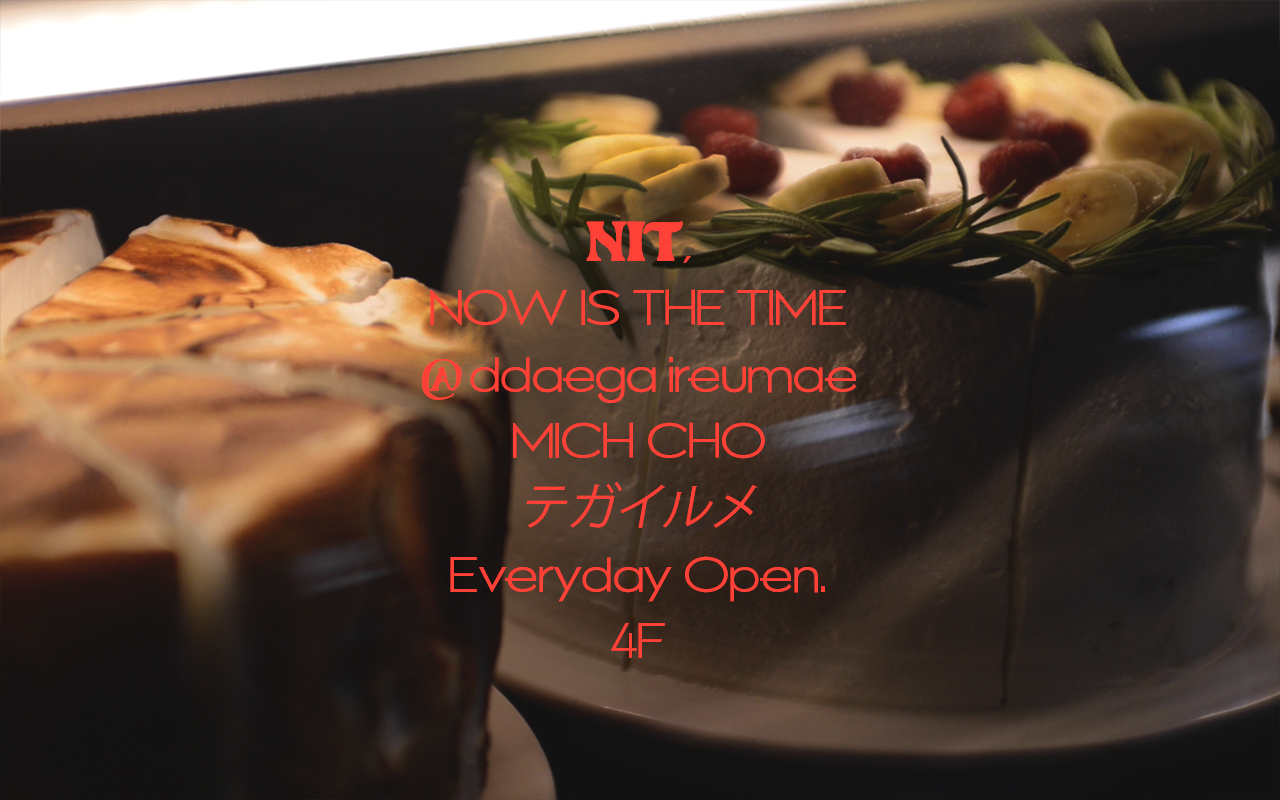 NIT,
NOW IS THE TIME
@ddaega ireumae
MICH CHO
テガイルメ
Everyday Open.
4F